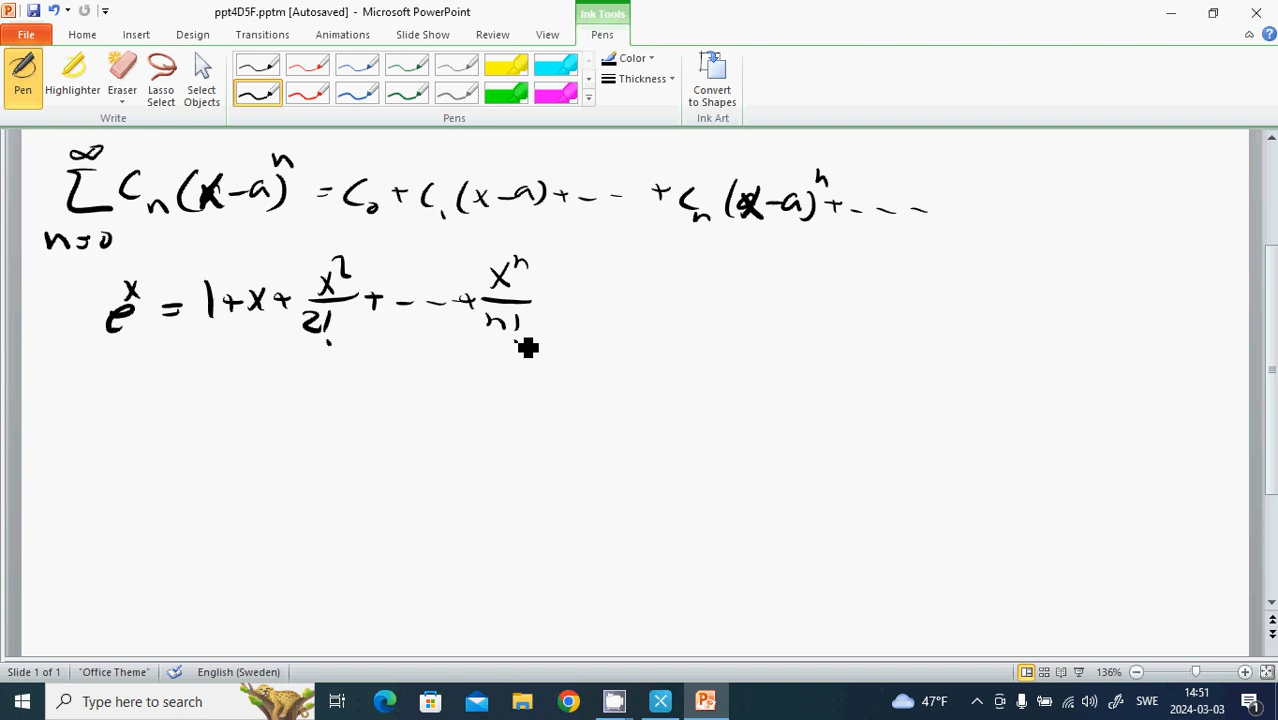 ppt4D5F.pptm [Autosaved] - Microsoft PowerPoint
Ink Tools
File Home Insert Design Transitions Animations Slide Show Review View Pens
Pen Highlighter Eraser Lasso Select Select Objects
Color
Thickness
Convert to Shapes
Write Pens Ink Art
∑_{n=0}^{∞} C_n (x-a)^n = C_0 + C_1 (x-a) + -- - + C_n (x-a)^n + - - -
e^x = 1 + x + x^2/2! + - -- + x^n/n!
Slide 1 of 1 "Office Theme" English (Sweden) 136%
Type here to search 47°F SWE 14:51
2024-03-03